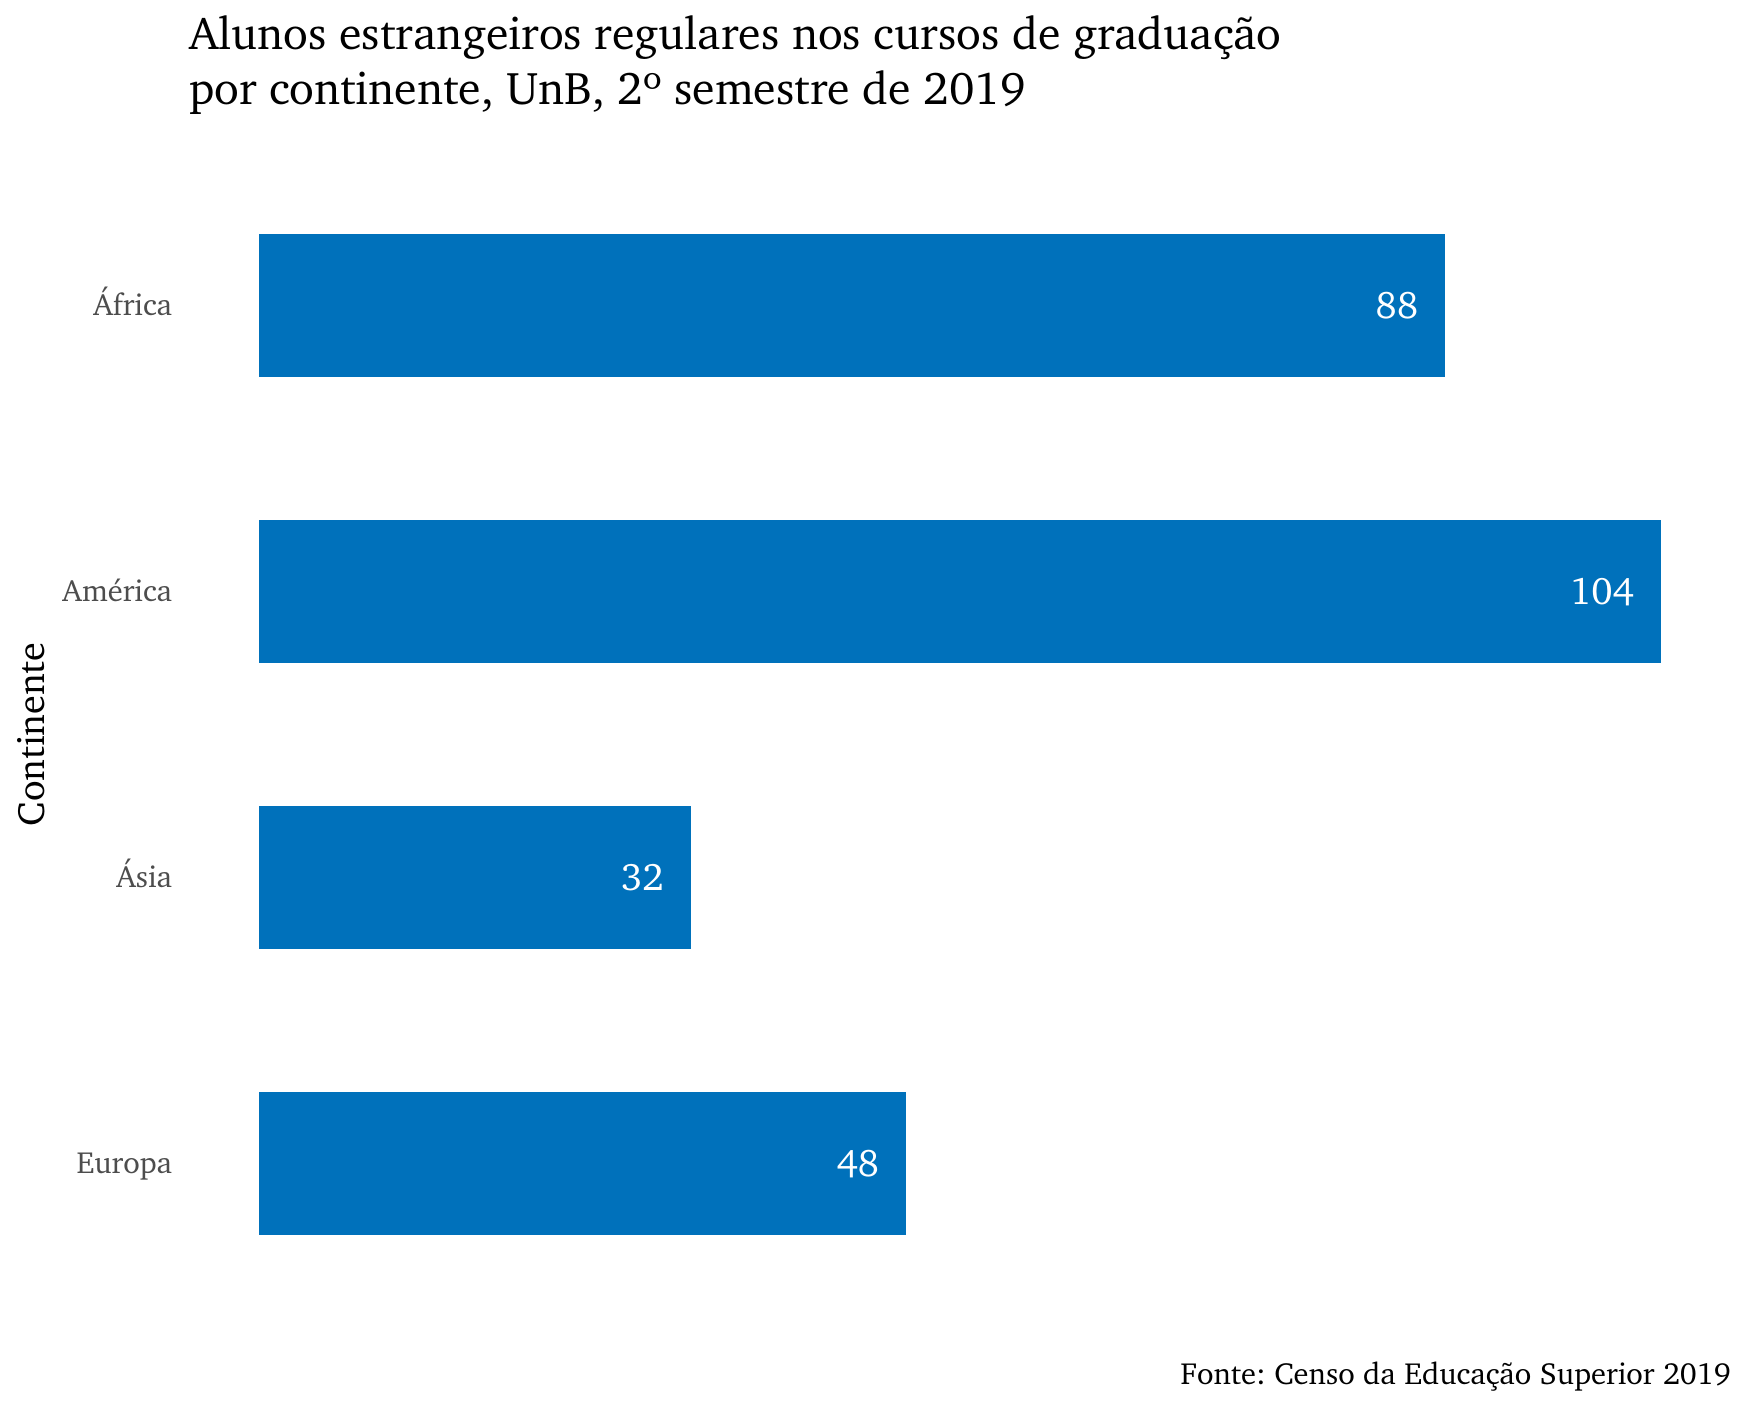 Alunos estrangeiros regulares nos cursos de graduação
por continente, UnB, 2º semestre de 2019
África
88
América
104
Continente
Ásia
32
Europa
48
Fonte: Censo da Educação Superior 2019